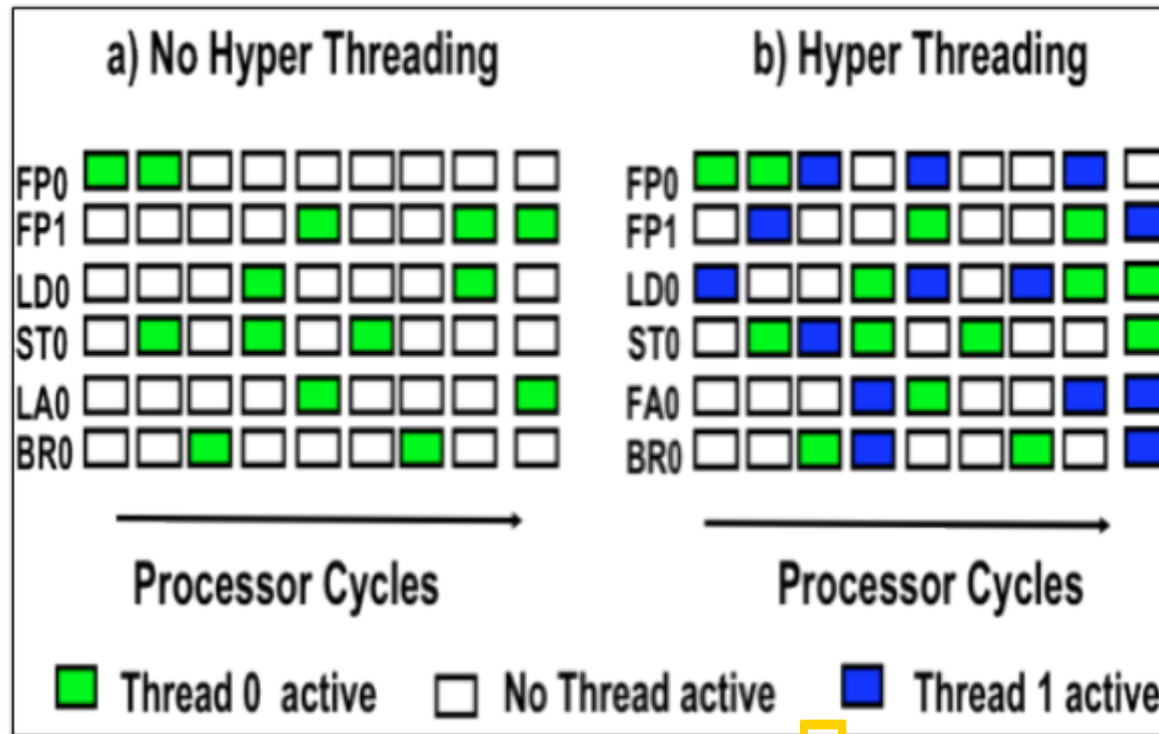 a) No Hyper Threading
b) Hyper Threading
FP0
FP1
LD0
ST0
LA0
BR0
FP0
FP1
LD0
ST0
FA0
BR0
Processor Cycles
Processor Cycles
Thread 0 active
No Thread active
Thread 1 active